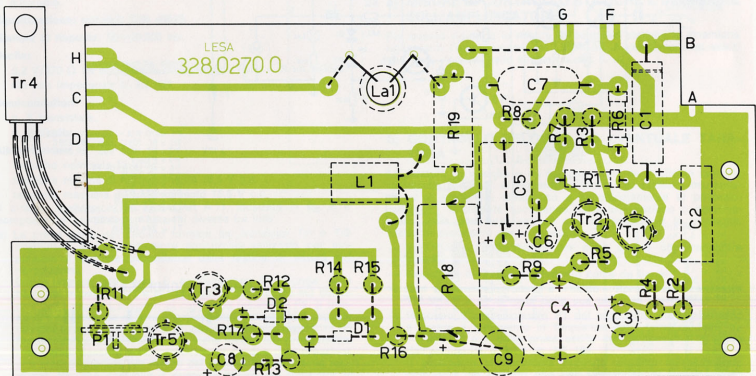 G F
LESA
328.0270.0
H
B
Tr4
La1
C7
C
A
R19
R8
R7
R3
R6
C1
D
E
L1
C5
R1
C2
Tr2
Tr1
C6
R18
R5
R9
R14
R15
R11
Tr3
R12
R4
R2
C4
C3
D2
P1
Tr5
R17
D1
R16
C9
C8
R13
+
+
+
+
+
+
+
+